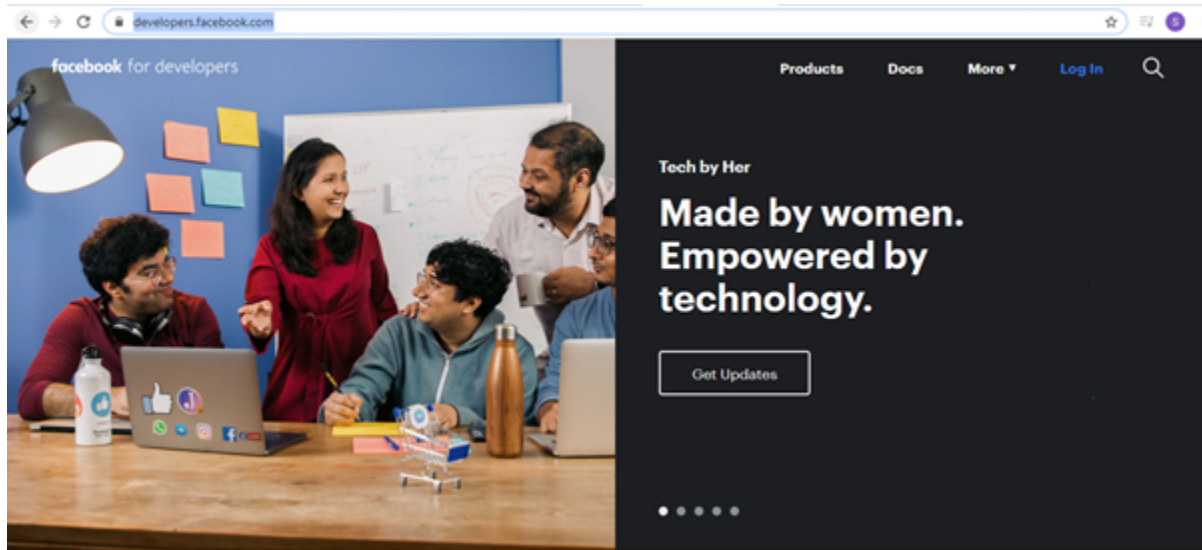 developers.facebook.com
facebook for developers
Products Docs More Log In
Tech by Her
Made by women.
Empowered by
technology.
Get Updates